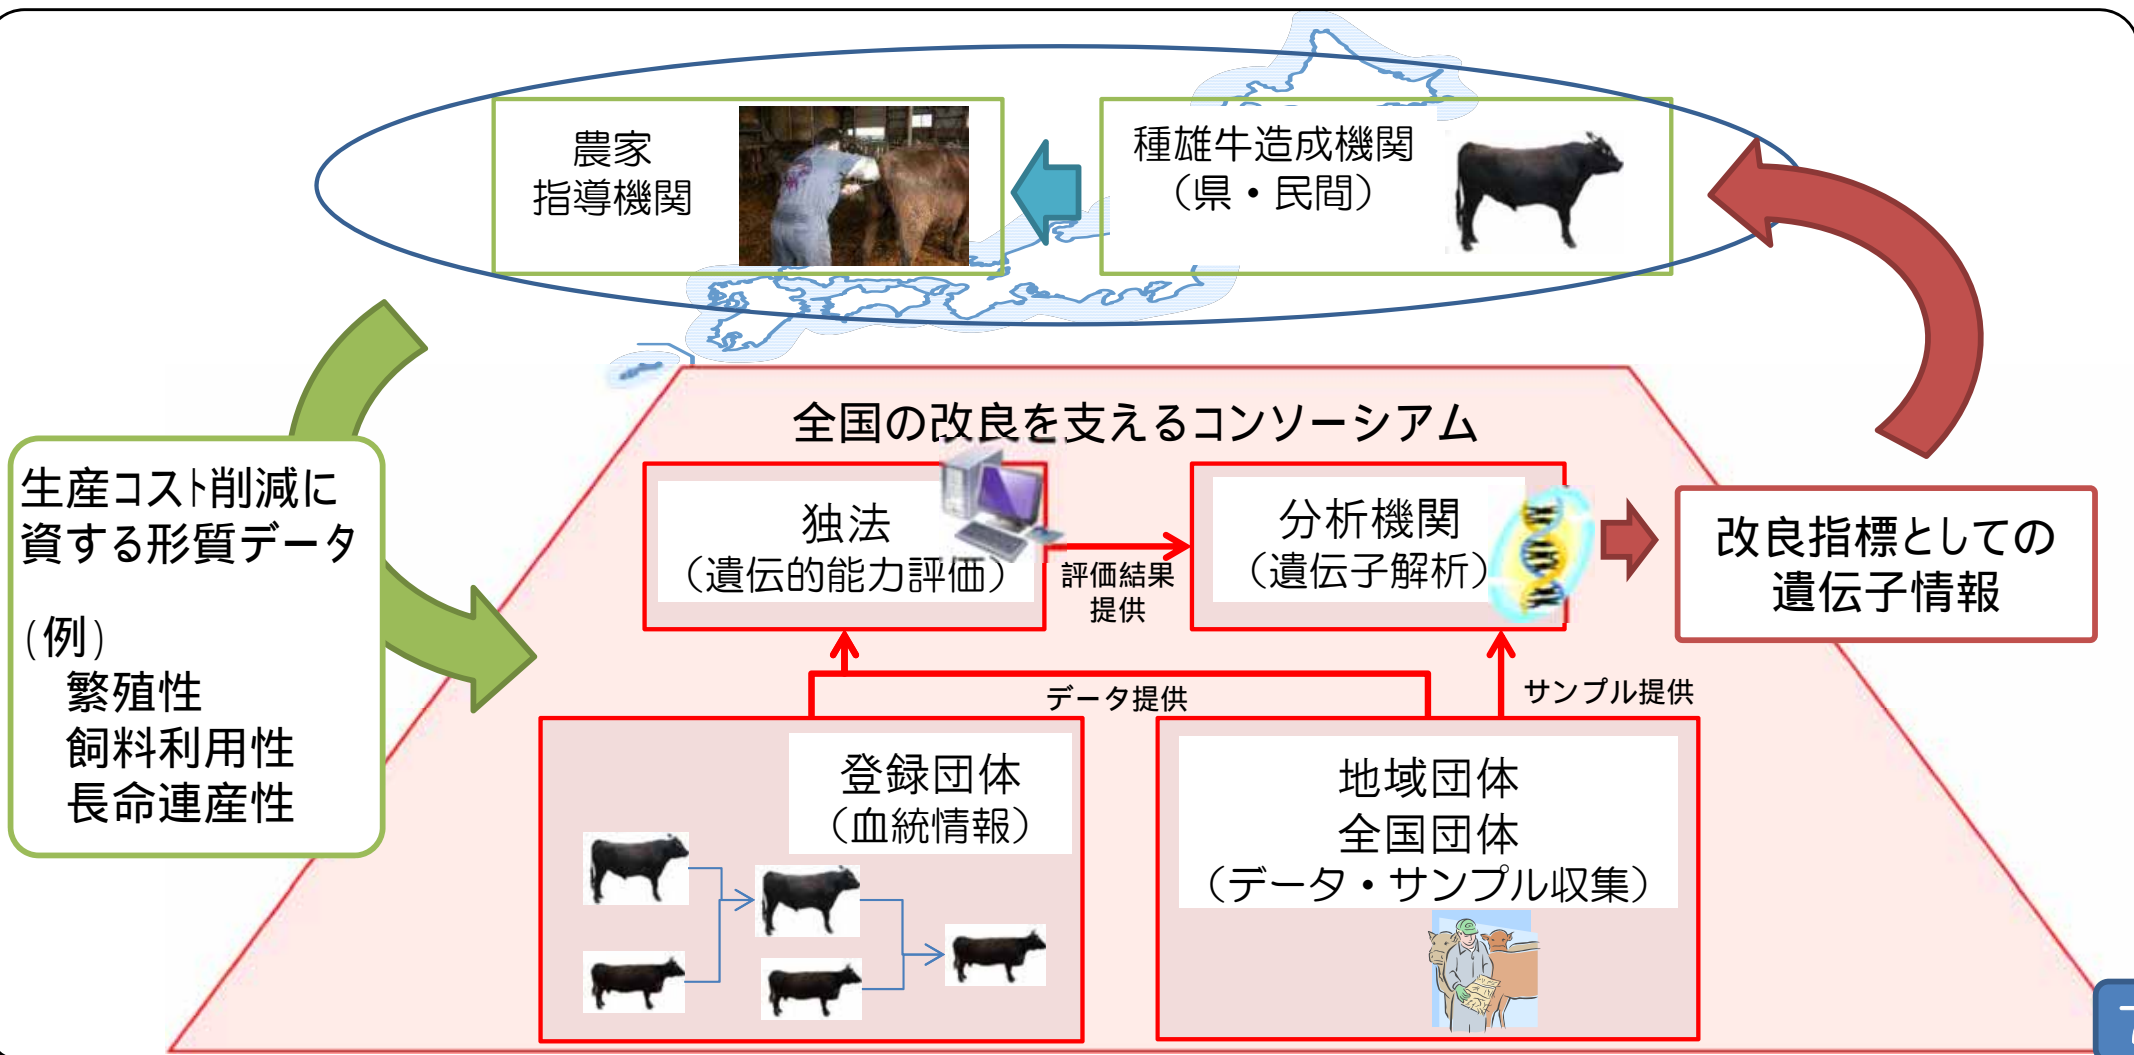 農家
指導機関
種雄牛造成機関
（県・民間）
全国の改良を支えるコンソーシアム
生産コスト削減に
資する形質データ
(例)
繁殖性
飼料利用性
長命連産性
独法
（遺伝的能力評価）
評価結果
提供
分析機関
（遺伝子解析）
改良指標としての
遺伝子情報
データ提供
サンプル提供
登録団体
（血統情報）
地域団体
全国団体
（データ・サンプル収集）